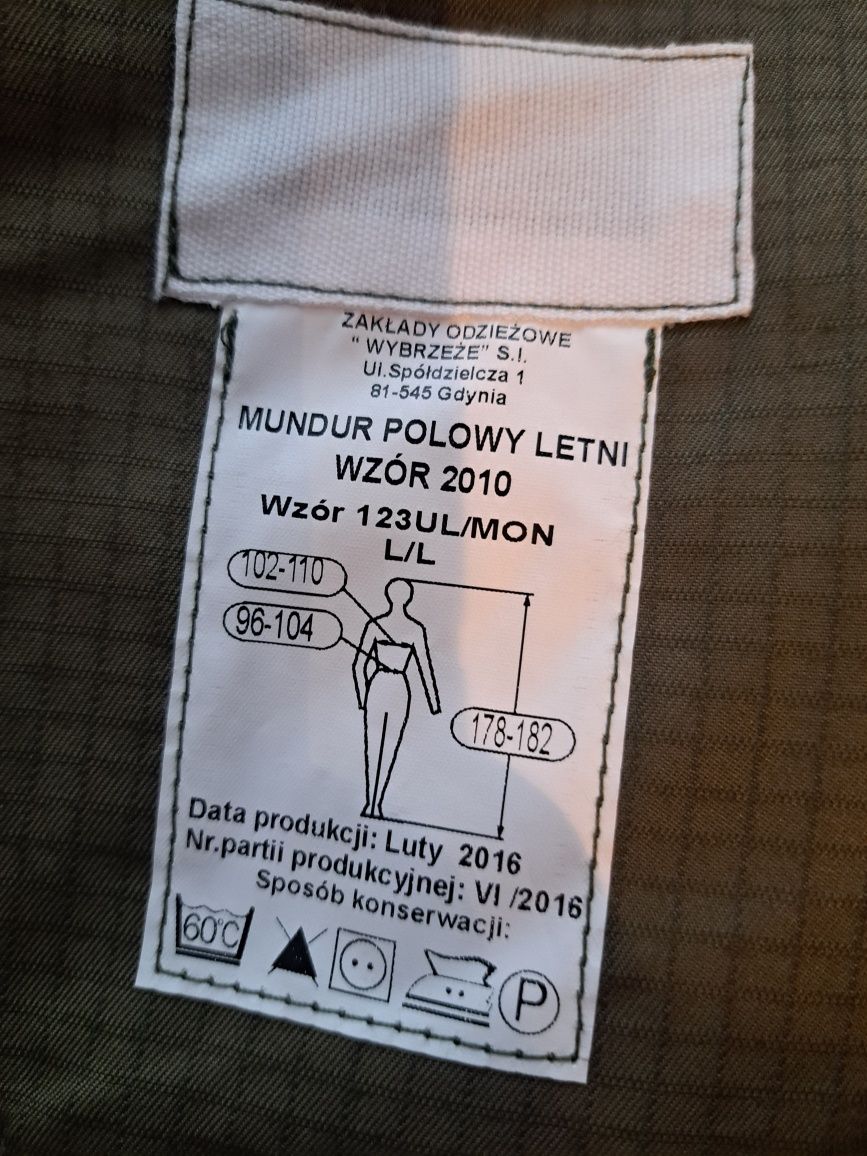 ZAKŁADY ODZIEŻOWE
" WYBRZEŻE" S.I.
Ul.Spółdzielcza 1
81-545 Gdynia
MUNDUR POLOWY LETNI
WZÓR 2010
Wzór 123UL/MON
L/L
102-110
96-104
178-182
Data produkcji: Luty 2016
Nr.partii produkcyjnej: VI /2016
Sposób konserwacji:
60°C
P